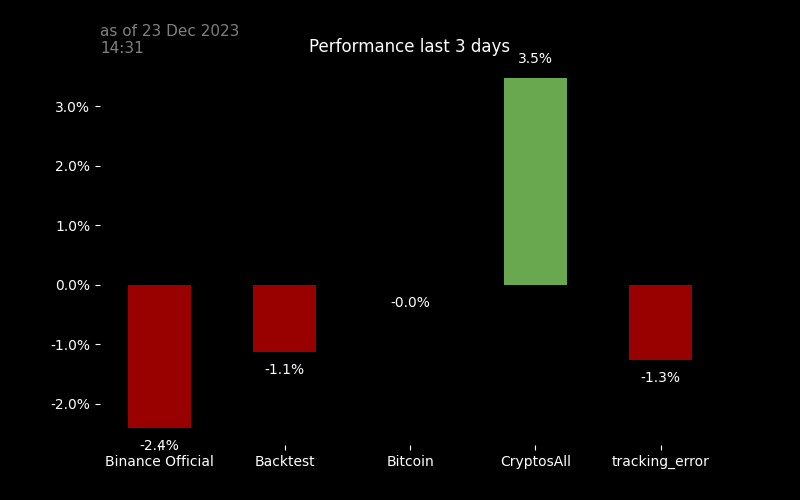 as of 23 Dec 2023
14:31
Performance last 3 days
3.5%
3.0%
2.0%
1.0%
0.0%
-0.0%
-1.0%
-1.1%
-1.3%
-2.0%
-2.4%
Binance Official
Backtest
Bitcoin
CryptosAll
tracking_error